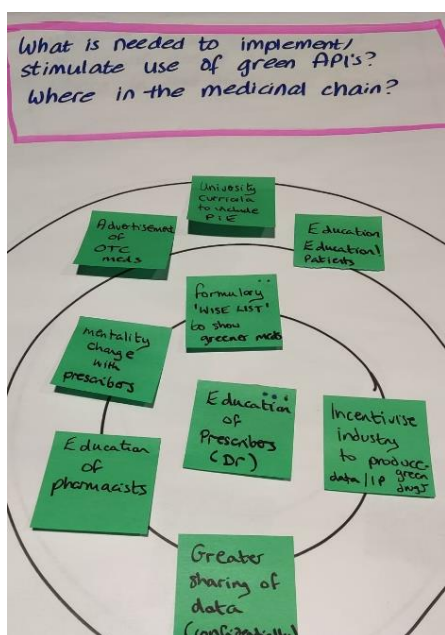 What is needed to implement/
stimulate use of green API's?
Where in the medicinal chain?
University
Curricula
to include
PiE
Advertisement
of
OTC
meds
Education
Education!
Patients
formulary
'WISE LIST'
to show
greener meds
mentality
change
with
prescribers
Education
of
Prescribers
(Dr)
Incentivise
industry
to produce
data/IP green
drugs
Education
of
pharmacists
Greater
sharing of
data
(confidentially)